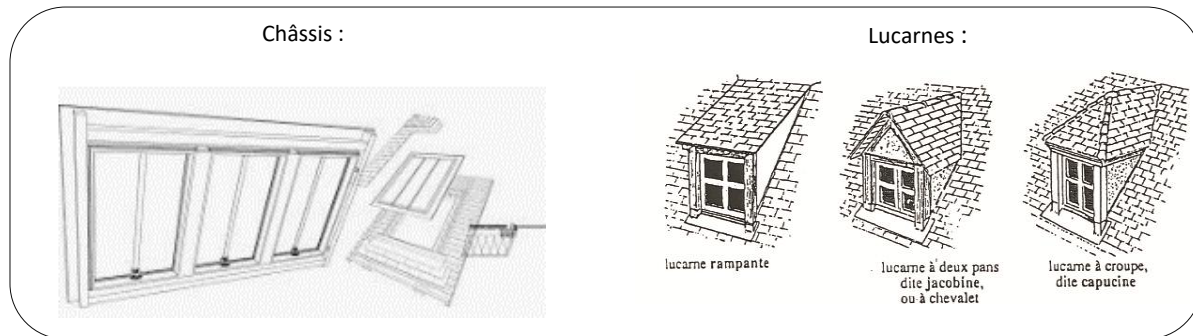 Châssis :
Lucarnes :
lucarne rampante
lucarne à deux pans
dite jacobine,
ou à chevalet
lucarne à croupe,
dite capucine